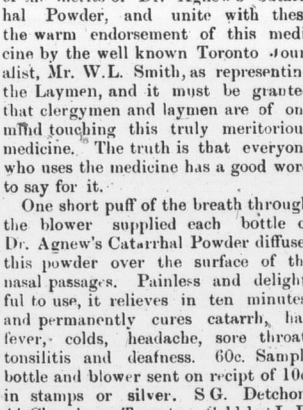 hal Powder, and unite with thes
the warm endorsement of this medi
cine by the well known Toronto Jour
alist, Mr. W.L. Smith, as representin
the Laymen, and it must be grante
that clergymen and laymen are of on
mind touching this truly meritoriou
medicine. The truth is that everyon
who uses the medicine has a good wor
to say for it.
One short puff of the breath throug
the blower supplied each bottle o
Dr. Agnew's Catarrhal Powder diffuse
this powder over the surface of th
nasal passages. Painless and deligh
ful to use, it relieves in ten minute
and permanently cures catarrh, ha
fever, colds, headache, sore throa
tonsilitis and deafness. 60c. Sampl
bottle and blower sent on recipt of 10
in stamps or silver. S G. Detchon